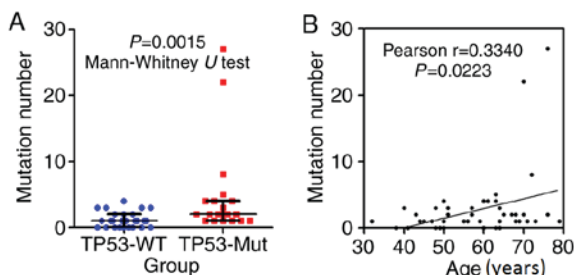 A
P=0.0015
Mann-Whitney U test
Mutation number
30
20
10
0
TP53-WT TP53-Mut
Group
B
Pearson r=0.3340
P=0.0223
Mutation number
30
20
10
0
30 40 50 60 70 80
Age (years)